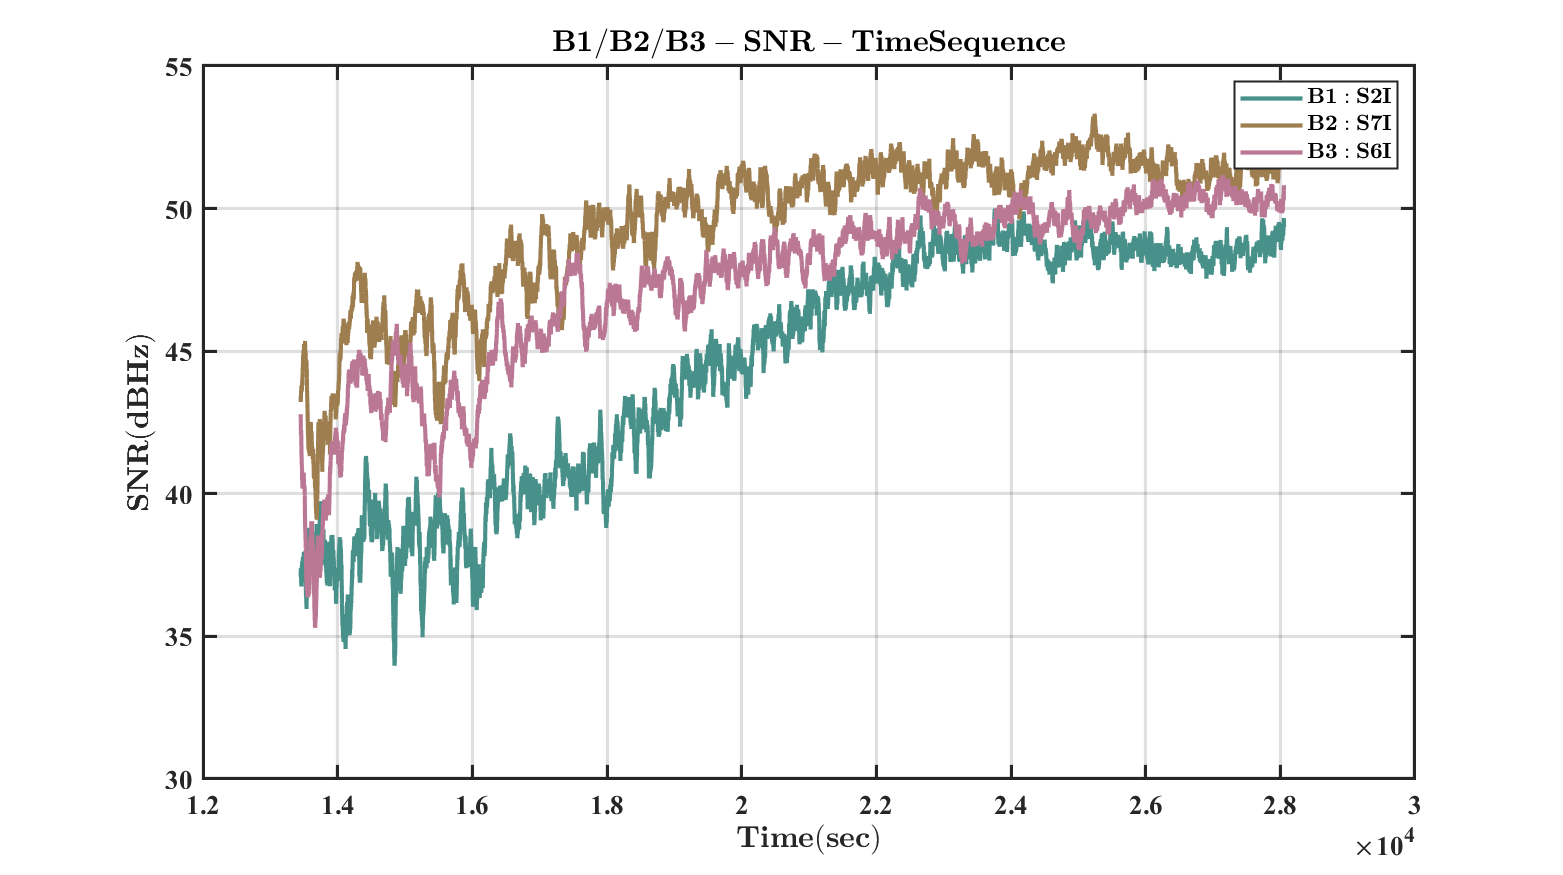 B1/B2/B3 − SNR − TimeSequence
55
50
45
40
35
30
SNR(dBHz)
B1 : S2I
B2 : S7I
B3 : S6I
1.2 1.4 1.6 1.8 2 2.2 2.4 2.6 2.8 3
Time(sec)
×10⁴